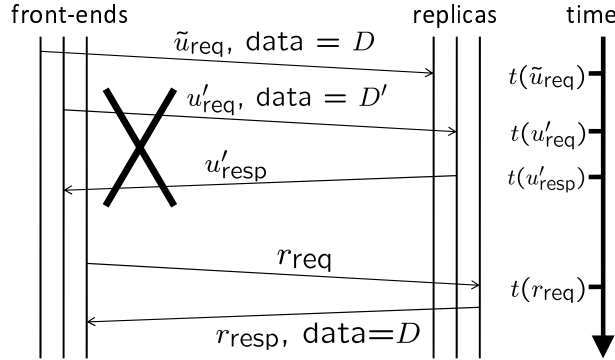 front-ends
replicas
time
ũreq, data = D
t(ũreq)
u′req, data = D′
t(u′req)
u′resp
t(u′resp)
rreq
t(rreq)
rresp, data=D